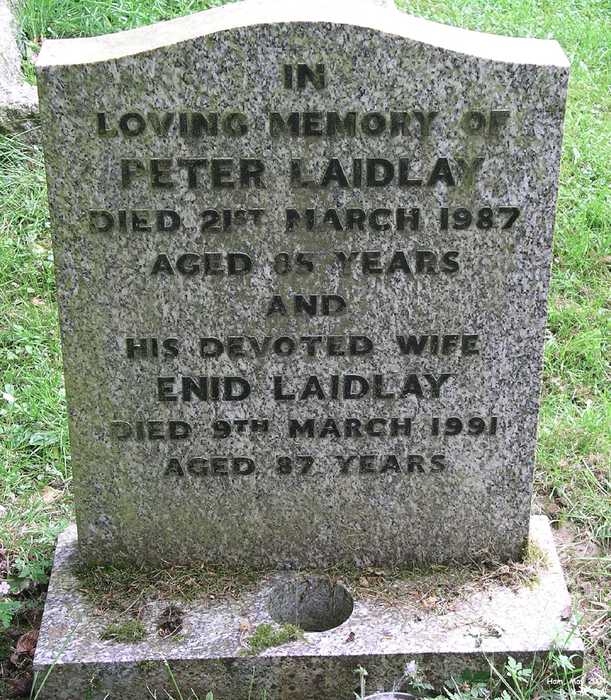 IN
LOVING MEMORY OF
PETER LAIDLAY
DIED 21ST MARCH 1987
AGED 85 YEARS
AND
HIS DEVOTED WIFE
ENID LAIDLAY
DIED 9TH MARCH 1991
AGED 87 YEARS